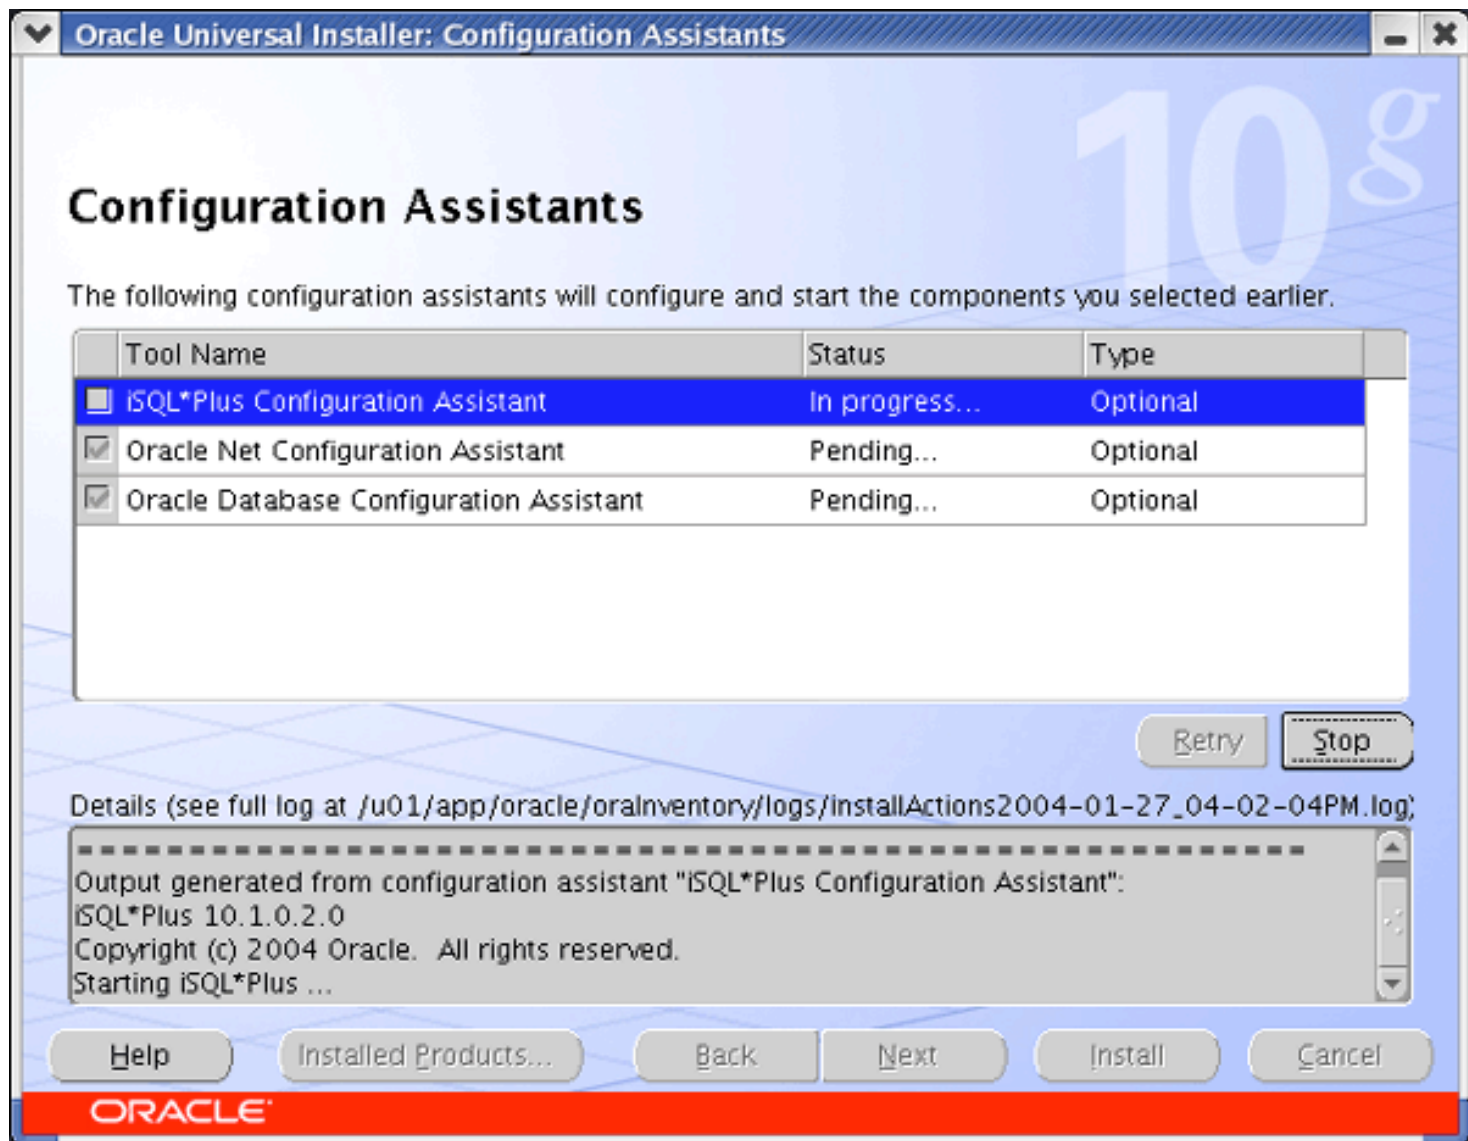 Oracle Universal Installer: Configuration Assistants
10g
Configuration Assistants
The following configuration assistants will configure and start the components you selected earlier.
Tool Name Status Type
iSQL*Plus Configuration Assistant In progress... Optional
Oracle Net Configuration Assistant Pending... Optional
Oracle Database Configuration Assistant Pending... Optional
Retry Stop
Details (see full log at /u01/app/oracle/oraInventory/logs/installActions2004-01-27_04-02-04PM.log)
Output generated from configuration assistant "iSQL*Plus Configuration Assistant":
iSQL*Plus 10.1.0.2.0
Copyright (c) 2004 Oracle. All rights reserved.
Starting iSQL*Plus ...
Help Installed Products... Back Next Install Cancel
ORACLE